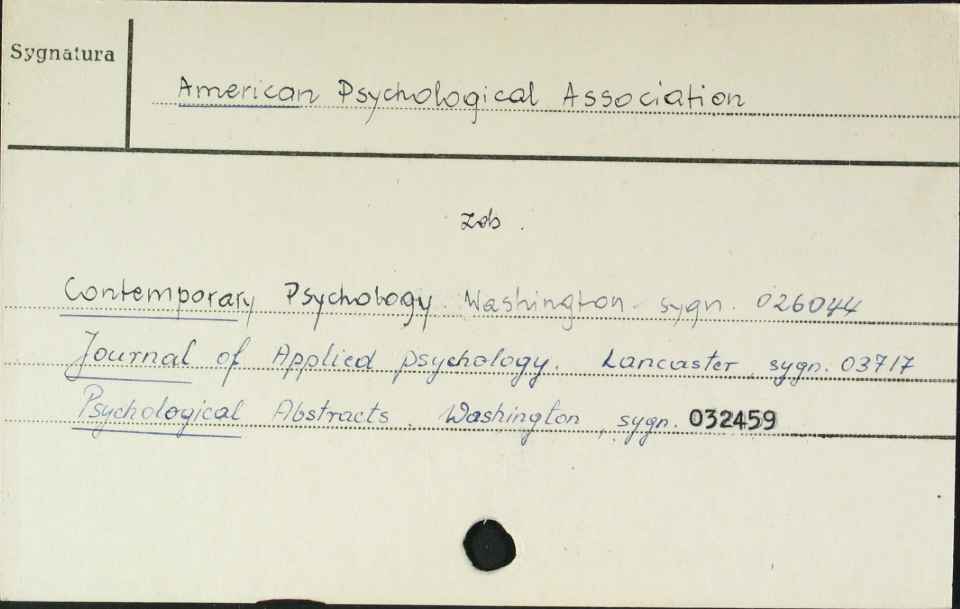 Sygnatura
American Psychological Association
Zob.
Contemporary Psychology. Washington. sygn. 026044
Journal of Applied psychology. Lancaster, sygn. 03717
Psychological Abstracts. Washington, sygn. 032459